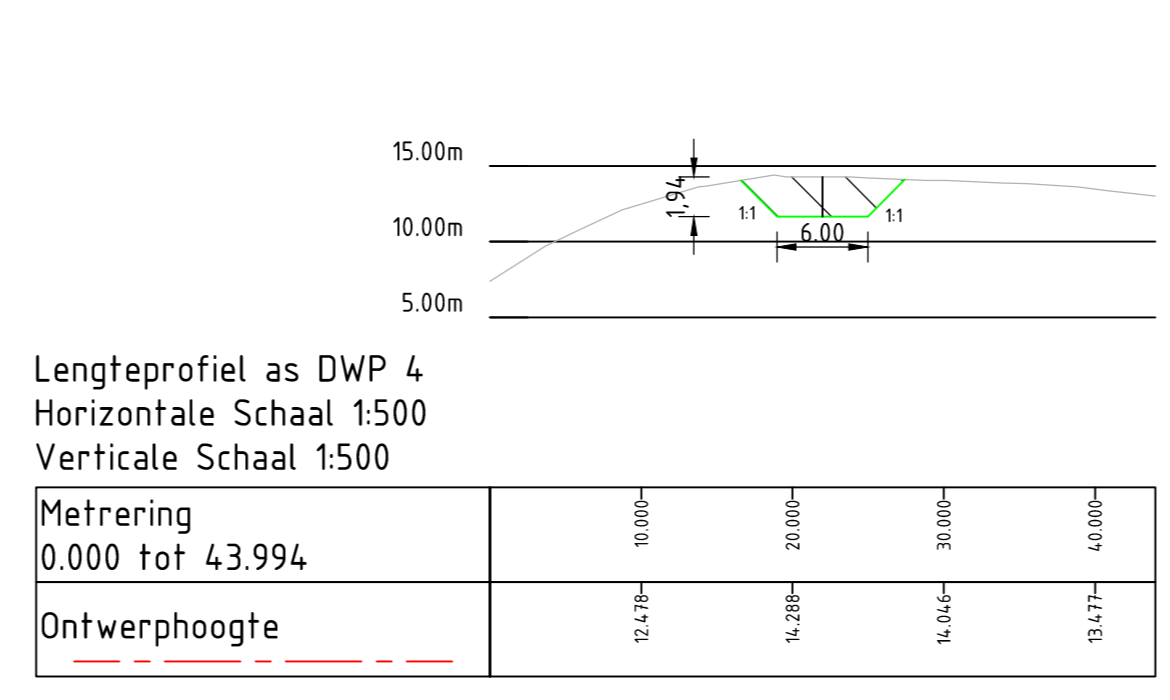 15.00m
1,94
1:1
1:1
10.00m
6.00
5.00m
Lengteprofiel as DWP 4
Horizontale Schaal 1:500
Verticale Schaal 1:500
Metrering
0.000 tot 43.994
10.000
20.000
30.000
40.000
Ontwerphoogte
12.478
14.288
14.046
13.477